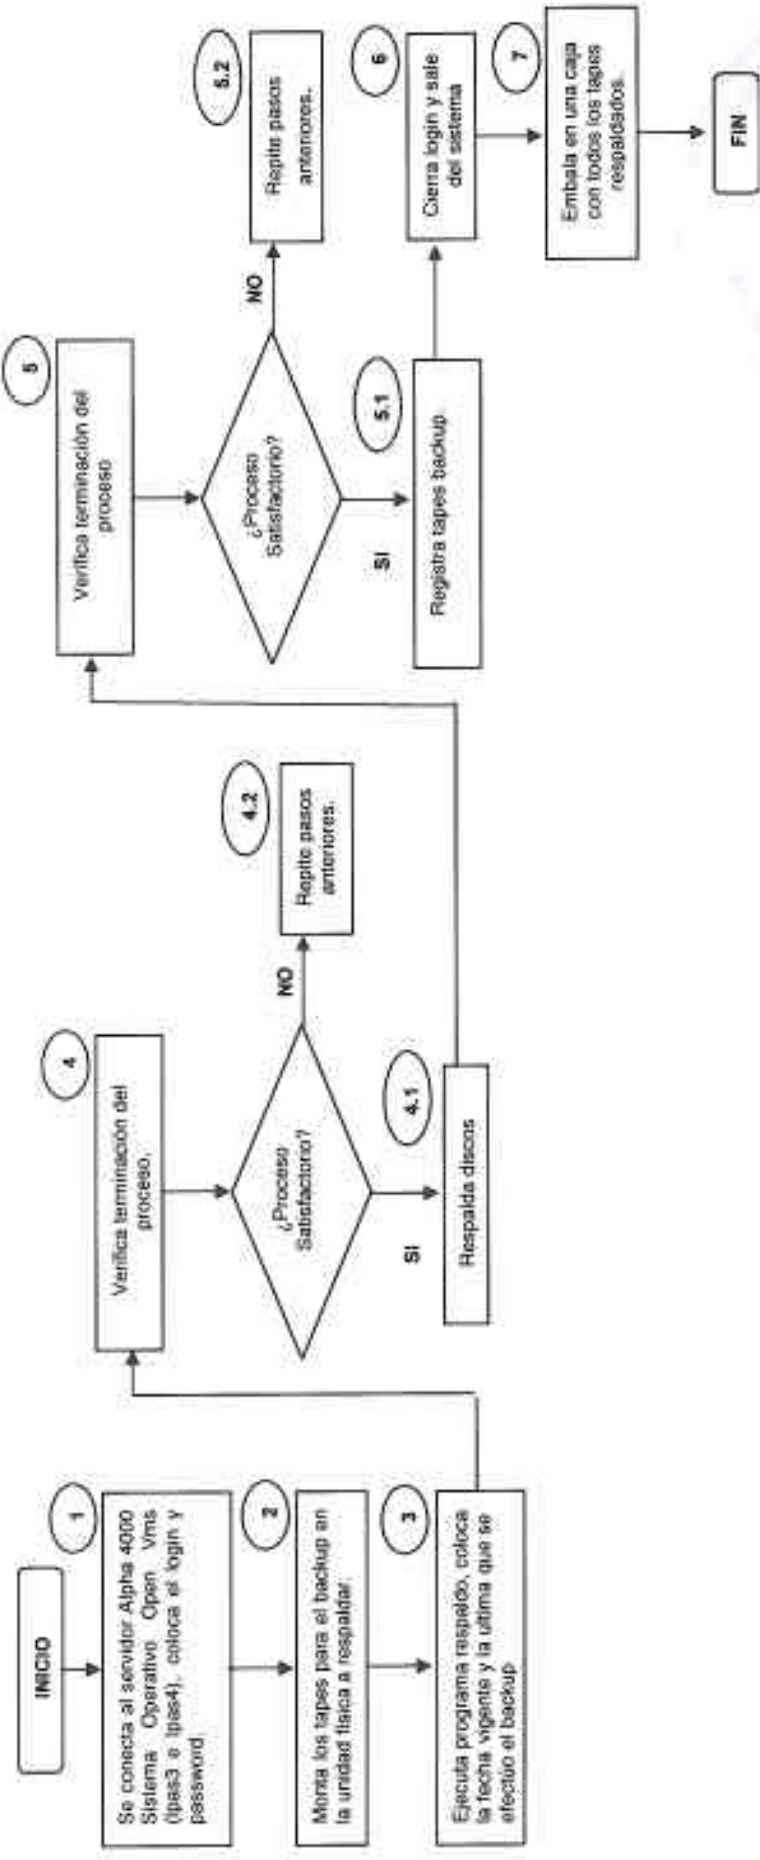 INICIO
1
Se conecta al servidor Alpha 4000
Sistema Operativo Open Vms
(Ipas3 e Ipas4), coloca el login y
password.
2
Monta los tapes para el backup en
la unidad física a respaldar.
3
Ejecuta programa respaldo, coloca
la fecha vigente y la ultima que se
efectúo el backup
4
Verifica terminación del
proceso.
¿Proceso
Satisfactorio?
NO
4.2
Repite pasos
anteriores.
SI
4.1
Respalda discos
5
Verifica terminación del
proceso
¿Proceso
Satisfactorio?
NO
5.2
Repite pasos
anteriores.
SI
5.1
Registra tapes backup.
6
Cierra login y sale
del sistema
7
Embala en una caja
con todos los tapes
respaldados.
FIN